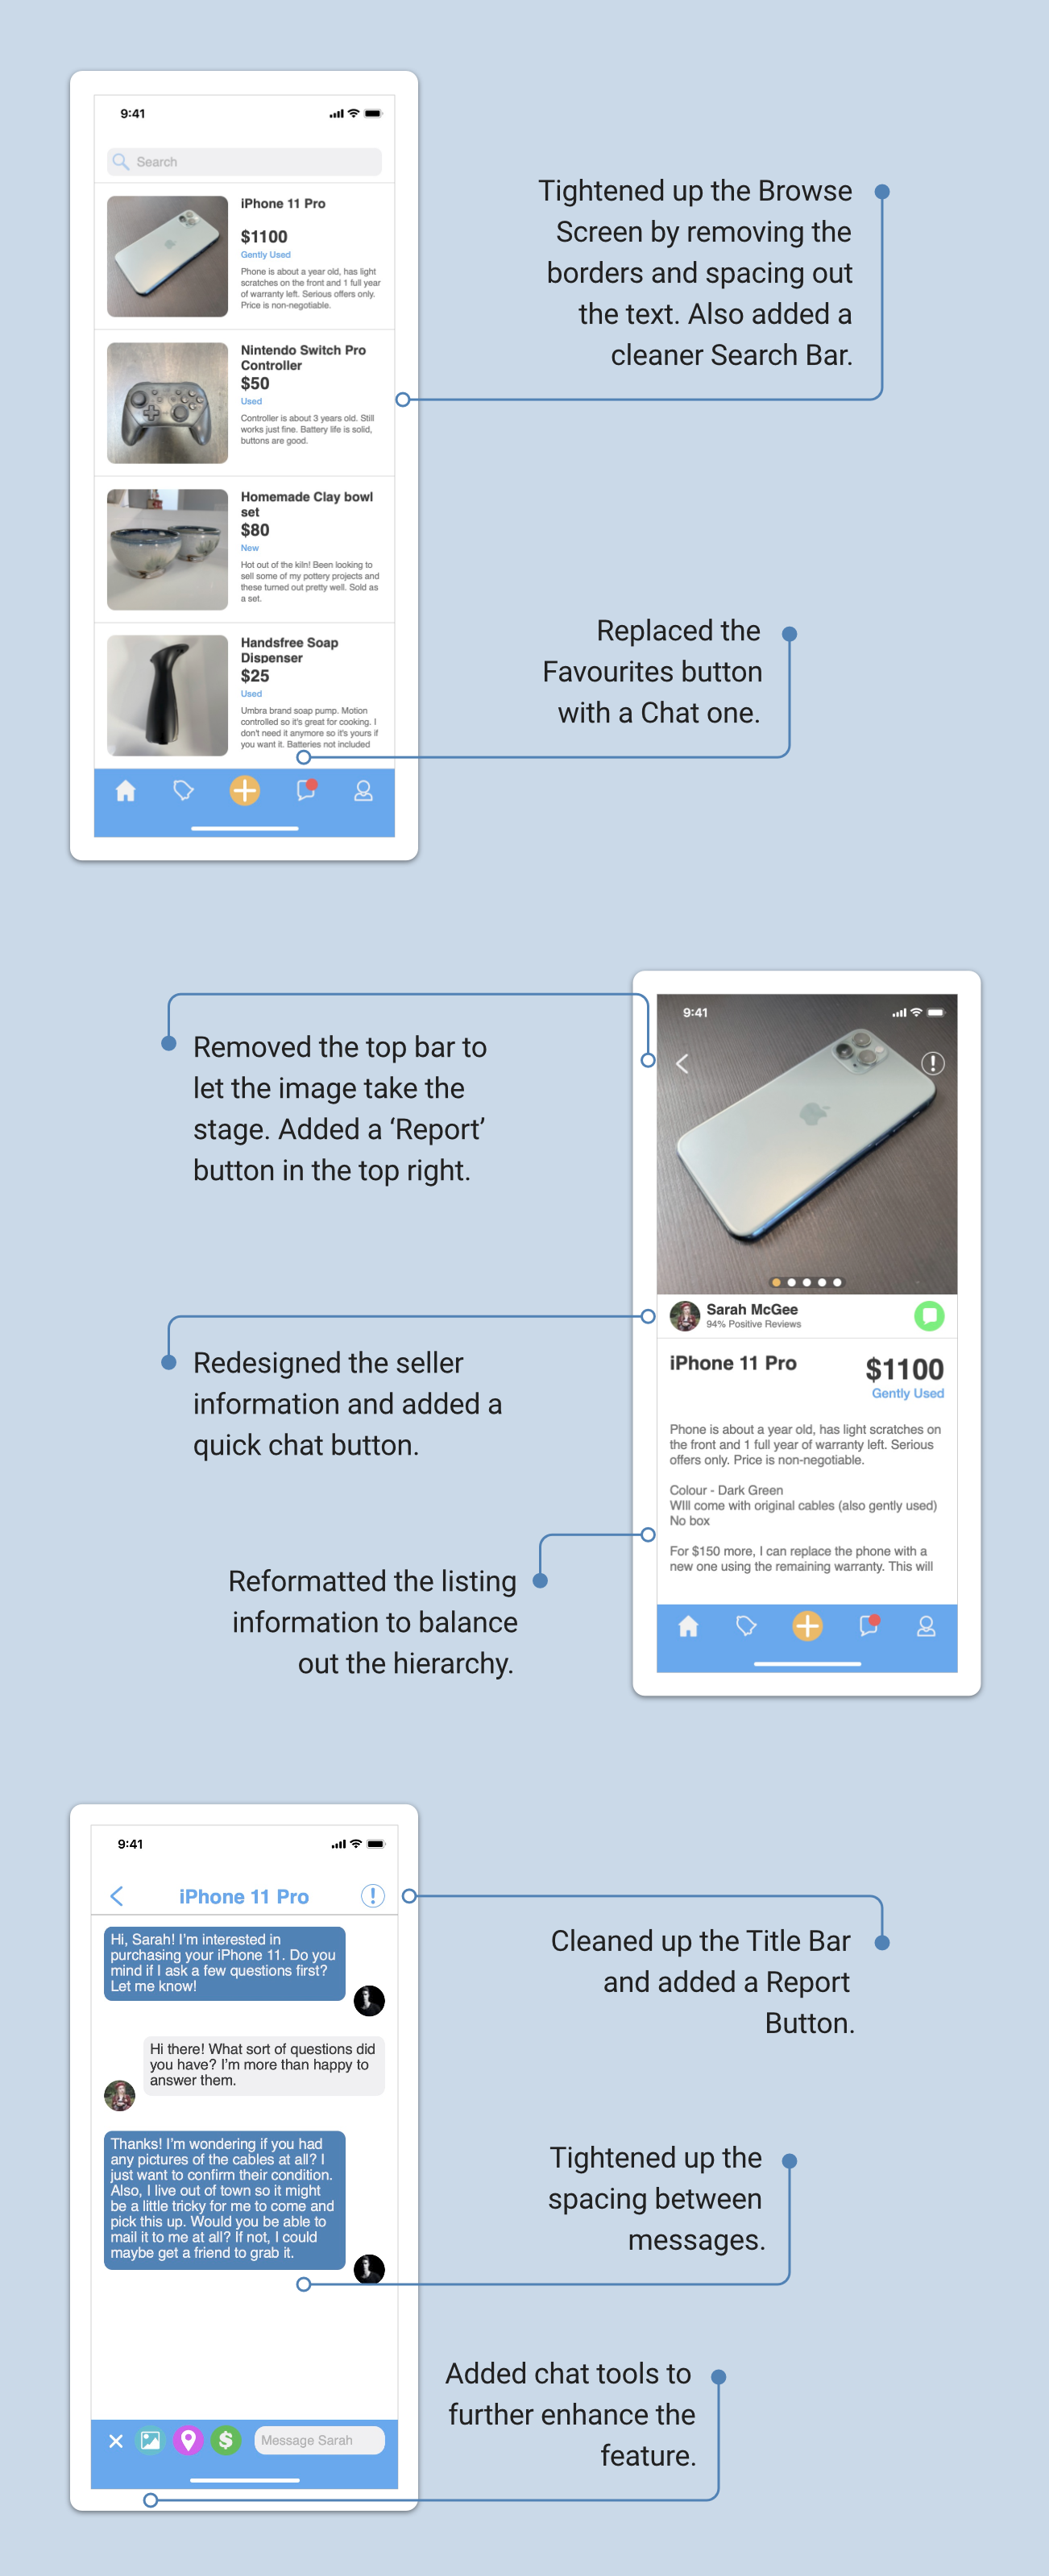 9:41
Search
iPhone 11 Pro
$1100
Gently Used
Phone is about a year old, has light
scratches on the front and 1 full year
of warranty left. Serious offers only.
Price is non-negotiable.
Nintendo Switch Pro
Controller
$50
Used
Controller is about 3 years old. Still
works just fine. Battery life is solid,
buttons are good.
Homemade Clay bowl
set
$80
New
Hot out of the kiln! Been looking to
sell some of my pottery projects and
these turned out pretty well. Sold as
a set.
Handsfree Soap
Dispenser
$25
Used
Umbra brand soap pump. Motion
controlled so it's great for cooking. I
don't need it anymore so it's yours if
you want it. Batteries not included
Tightened up the Browse
Screen by removing the
borders and spacing out
the text. Also added a
cleaner Search Bar.
Replaced the
Favourites button
with a Chat one.
Removed the top bar to
let the image take the
stage. Added a ‘Report’
button in the top right.
Redesigned the seller
information and added a
quick chat button.
Reformatted the listing
information to balance
out the hierarchy.
9:41
Sarah McGee
94% Positive Reviews
iPhone 11 Pro
$1100
Gently Used
Phone is about a year old, has light scratches on
the front and 1 full year of warranty left. Serious
offers only. Price is non-negotiable.
Colour - Dark Green
WIll come with original cables (also gently used)
No box
For $150 more, I can replace the phone with a
new one using the remaining warranty. This will
9:41
iPhone 11 Pro
Hi, Sarah! I'm interested in
purchasing your iPhone 11. Do you
mind if I ask a few questions first?
Let me know!
Hi there! What sort of questions did
you have? I'm more than happy to
answer them.
Thanks! I'm wondering if you had
any pictures of the cables at all? I
just want to confirm their condition.
Also, I live out of town so it might
be a little tricky for me to come and
pick this up. Would you be able to
mail it to me at all? If not, I could
maybe get a friend to grab it.
$
Message Sarah
Cleaned up the Title Bar
and added a Report
Button.
Tightened up the
spacing between
messages.
Added chat tools to
further enhance the
feature.